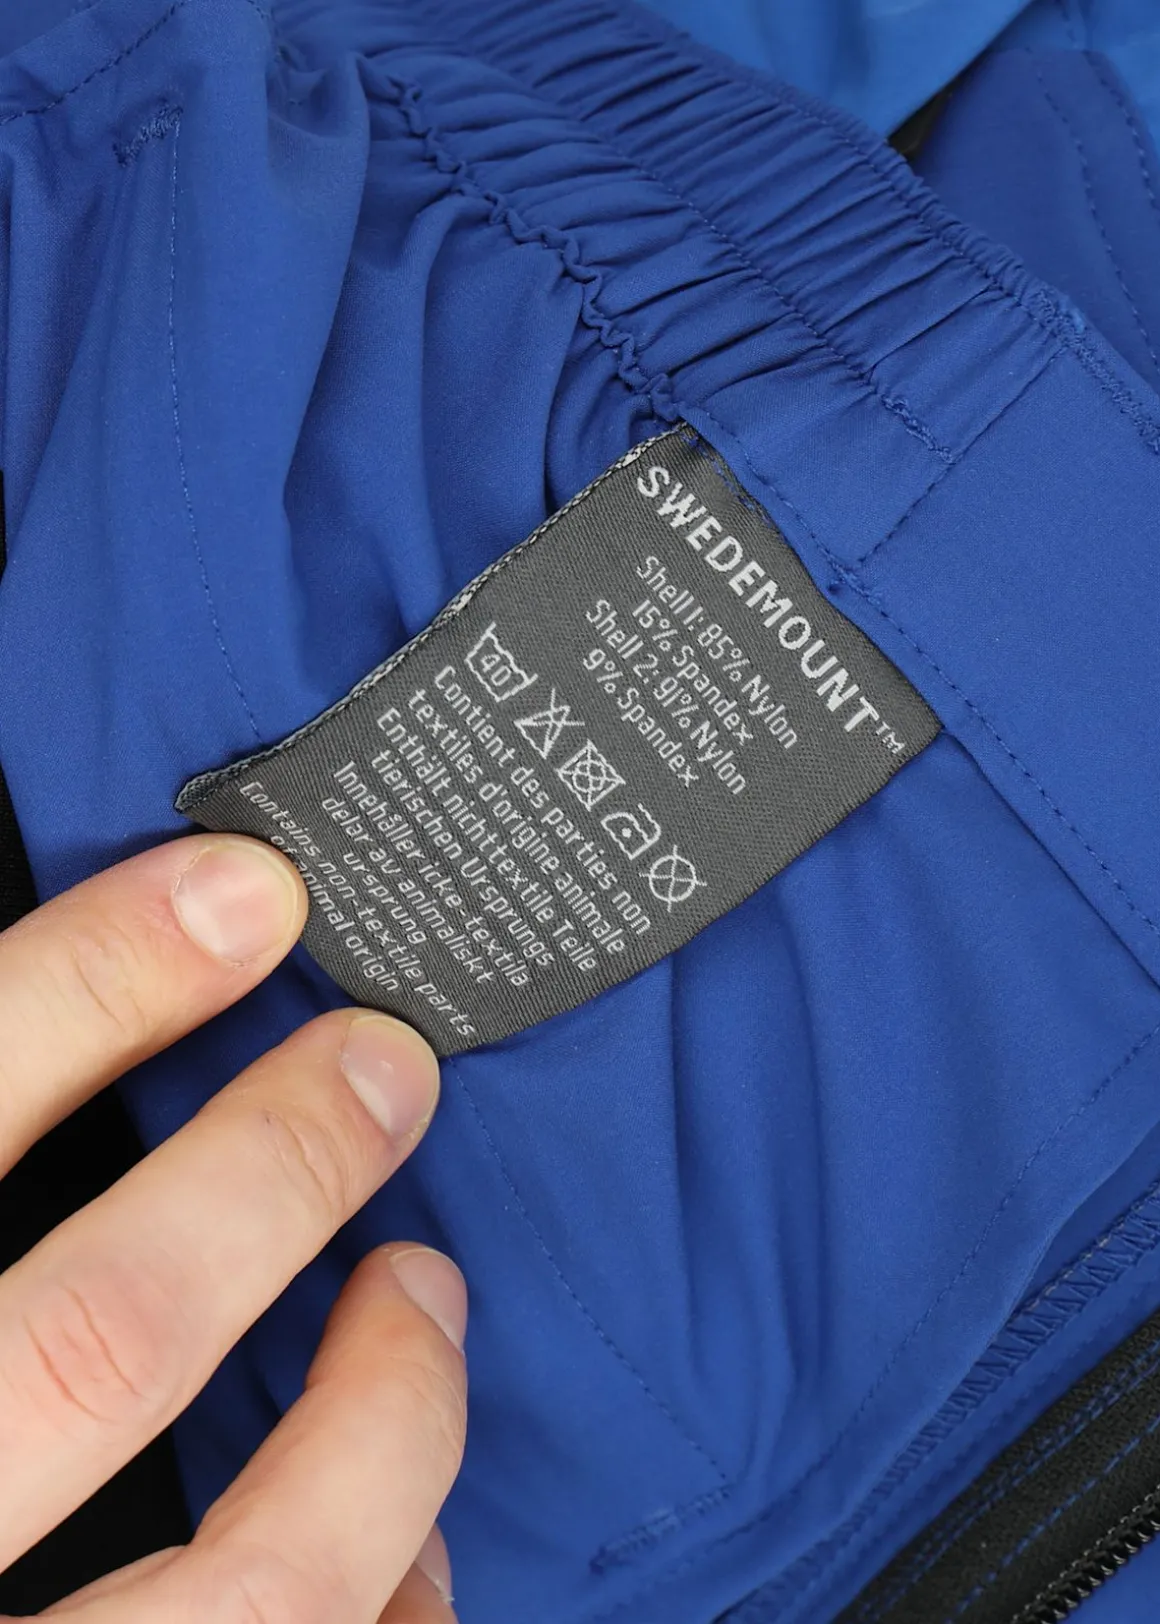 SWEDEMOUNT™
Shell 1: 85% Nylon
15% Spandex
Shell 2: 91% Nylon
9% Spandex
40
Contient des parties non
textiles d'origine animale
Enthält nichttextile Teile
tierischen Ursprungs
Innehåller icke-textila
delar av animaliskt
ursprung
Contains non-textile parts
of animal origin